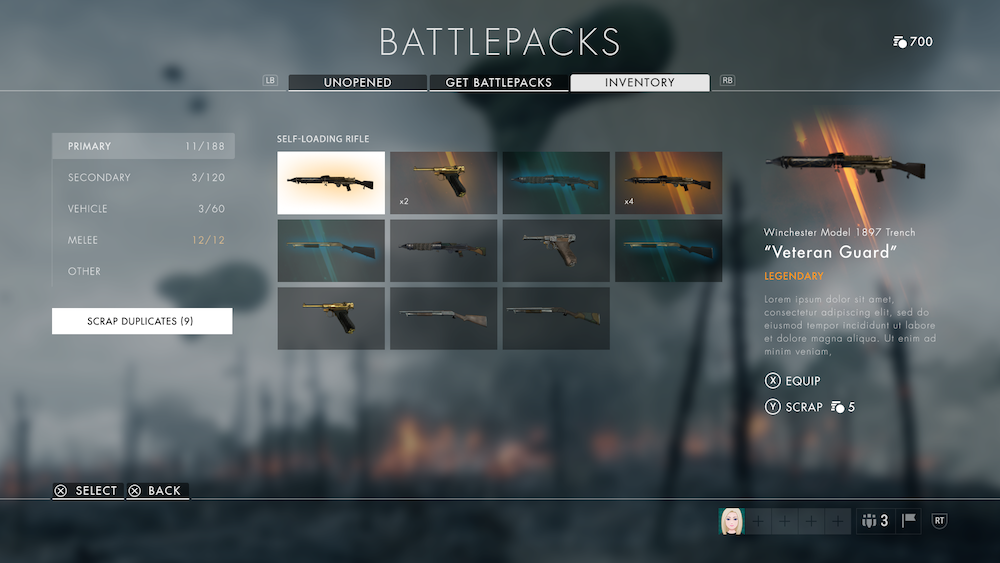 BATTLEPACKS
700
LB
UNOPENED
GET BATTLEPACKS
INVENTORY
RB
PRIMARY 11/188
SECONDARY 3/120
VEHICLE 3/60
MELEE 12/12
OTHER
SCRAP DUPLICATES (9)
SELF-LOADING RIFLE
x2
x4
Winchester Model 1897 Trench
“Veteran Guard”
LEGENDARY
Lorem ipsum dolor sit amet,
consectetur adipiscing elit, sed do
eiusmod tempor incididunt ut labore
et dolore magna aliqua. Ut enim ad
minim veniam,
X EQUIP
Y SCRAP 5
SELECT
BACK
3
RT